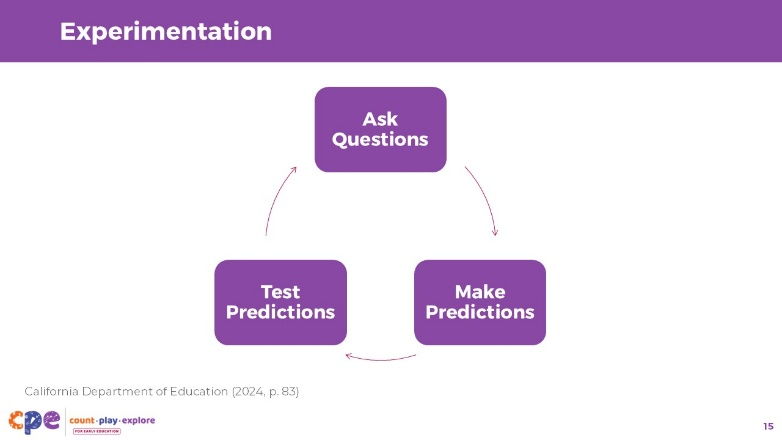 Experimentation
Ask
Questions
Test
Predictions
Make
Predictions
California Department of Education (2024, p. 83)
cpe
count·play·explore
FOR EARLY EDUCATION
15